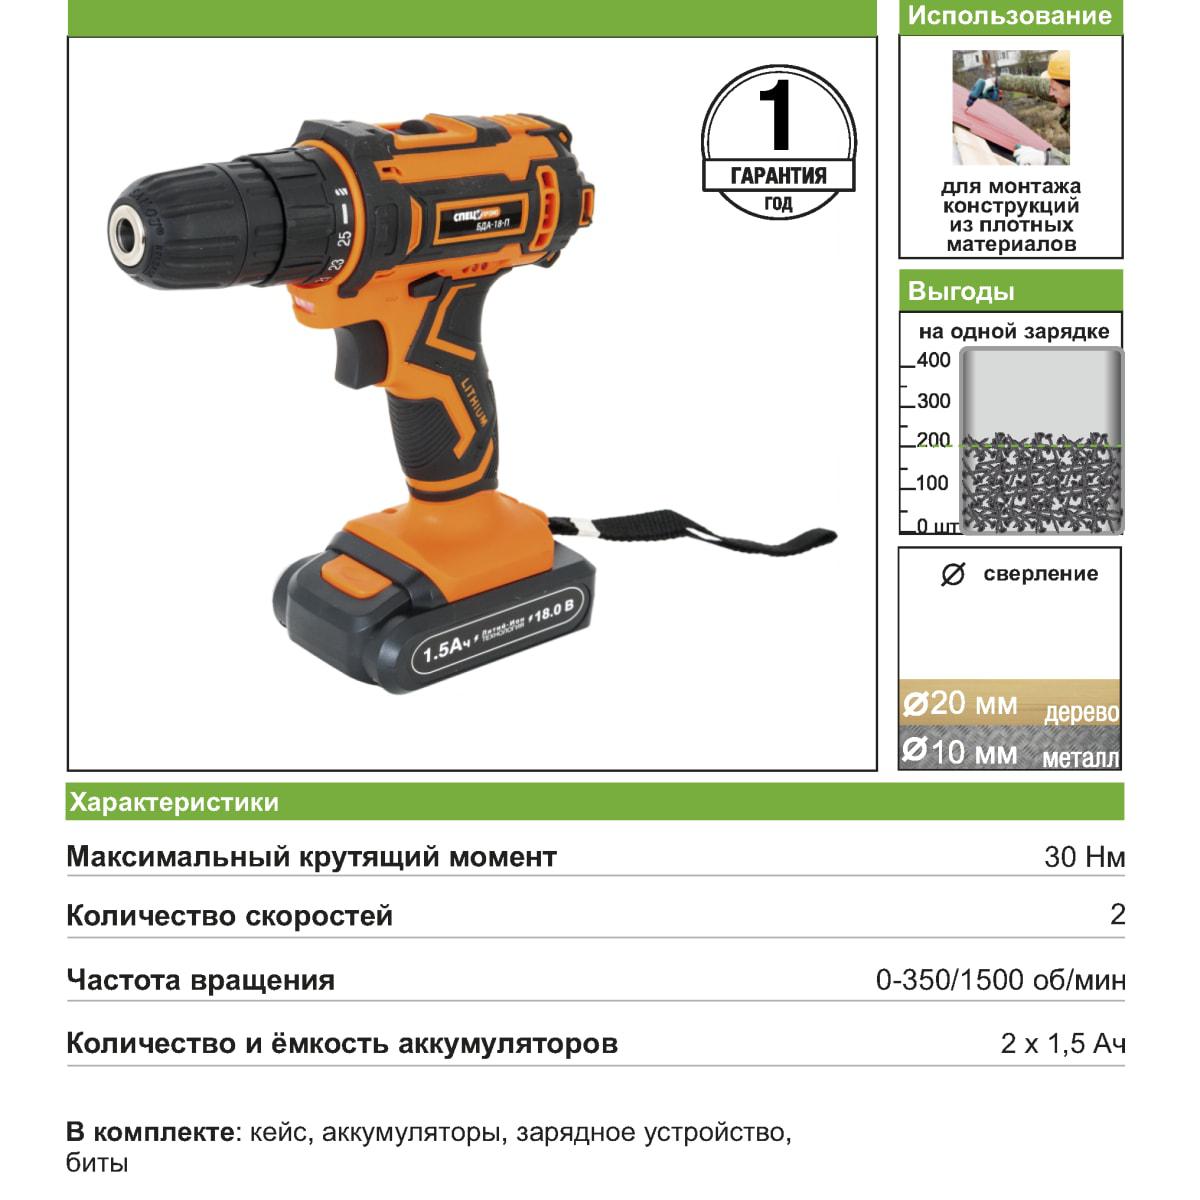 Использование
для монтажа
конструкций
из плотных
материалов
1
ГАРАНТИЯ
ГОД
СПЕЦ
БДА-18-П
25
23
LITHIUM
1.5Ач Литий-Ион 18.0 В
ТЕХНОЛОГИЯ
Выгоды
на одной зарядке
400
300
200
100
0 шт
Ø сверление
Ø20 мм дерево
Ø10 мм металл
Характеристики
Максимальный крутящий момент 30 Нм
Количество скоростей 2
Частота вращения 0-350/1500 об/мин
Количество и ёмкость аккумуляторов 2 x 1,5 Ач
В комплекте: кейс, аккумуляторы, зарядное устройство,
биты